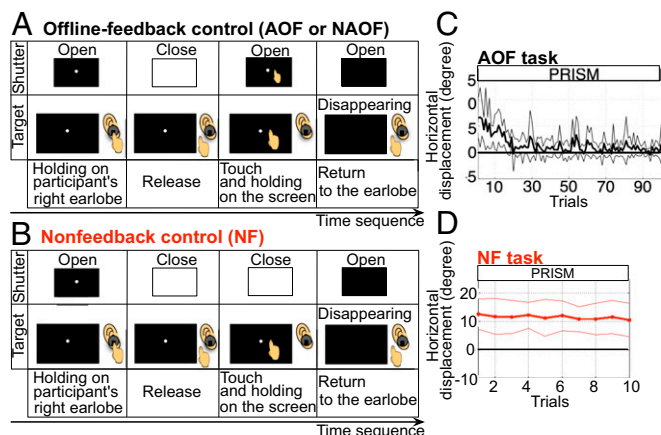 A Offline-feedback control (AOF or NAOF)
Shutter
Open
Close
Open
Open
Target
Disappearing
Holding on
participant's
right earlobe
Release
Touch
and holding
on the screen
Return
to the earlobe
Time sequence
B Nonfeedback control (NF)
Shutter
Open
Close
Close
Open
Target
Disappearing
Holding on
participant's
right earlobe
Release
Touch
and holding
on the screen
Return
to the earlobe
Time sequence
C
AOF task
PRISM
Horizontal
displacement (degree)
5
0
5
0
-5
10 30 50 70 90
Trials
D
NF task
PRISM
Horizontal
displacement (degree)
20
10
0
-10
2 4 6 8 10
Trials